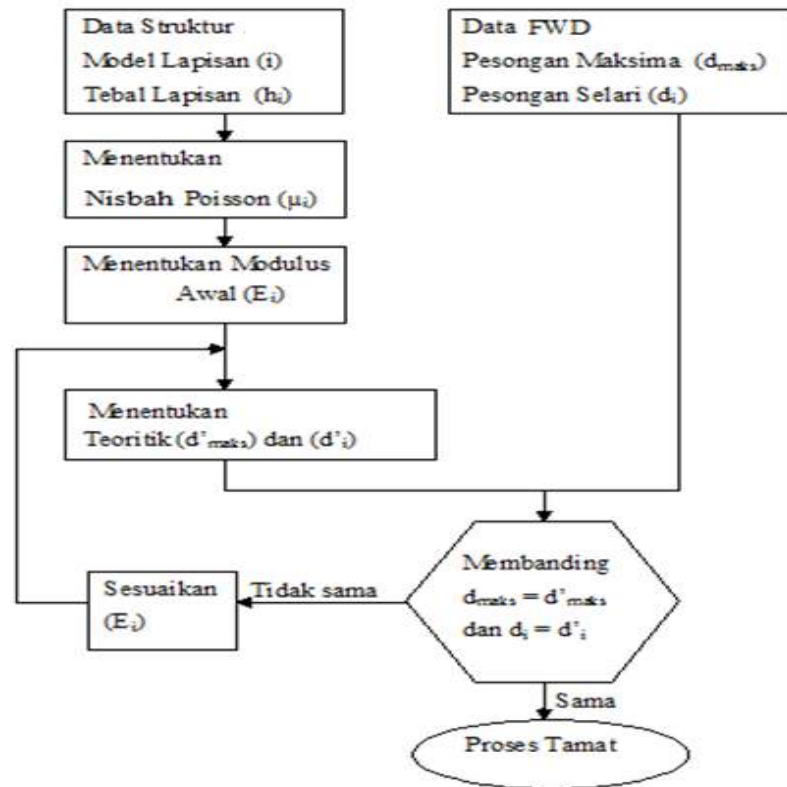 Data Struktur
Model Lapisan (i)
Tebal Lapisan (hᵢ)
Data FWD
Pesongan Maksima (dₘₐₖₛ)
Pesongan Selari (dᵢ)
Menentukan
Nisbah Poisson (μᵢ)
Menentukan Modulus
Awal (Eᵢ)
Menentukan
Teoritik (d'ₘₐₖₛ) dan (d'ᵢ)
Membanding
dₘₐₖₛ = d'ₘₐₖₛ
dan dᵢ = d'ᵢ
Tidak sama
Sesuaikan
(Eᵢ)
Sama
Proses Tamat